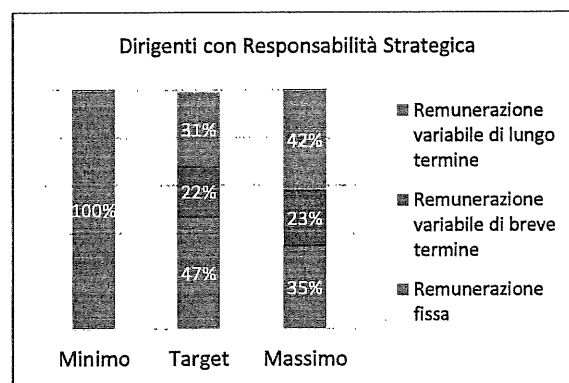 Dirigenti con Responsabilità Strategica
31%
42%
100%
22%
23%
47%
35%
Remunerazione
variabile di lungo
termine
Remunerazione
variabile di breve
termine
Remunerazione
fissa
Minimo Target Massimo